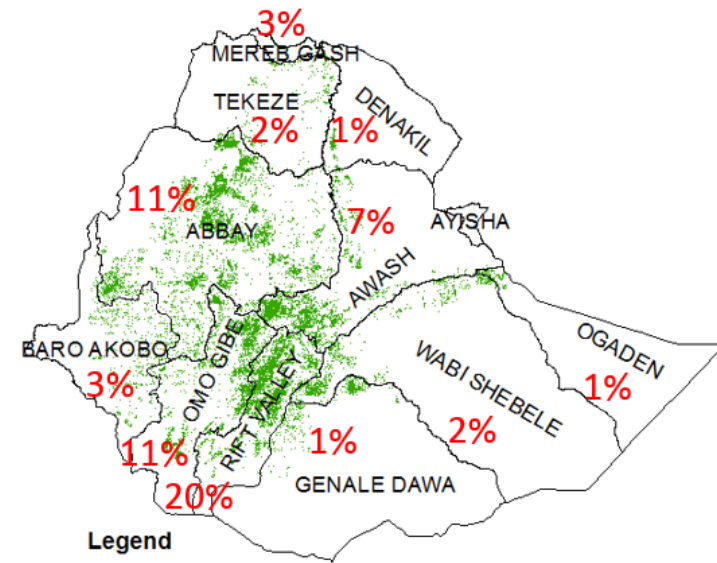 3%
MEREB GASH
TEKEZE
2%
DENAKIL
1%
11%
ABBAY
7%
AYISHA
AWASH
BARO AKOBO
3%
OMO GIBE
11%
RIFT VALLEY
20%
WABI SHEBELE
2%
OGADEN
1%
1%
GENALE DAWA
Legend